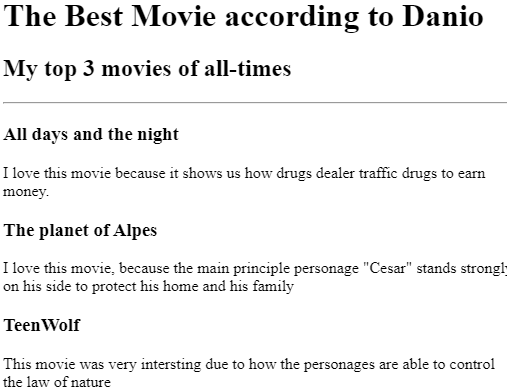 The Best Movie according to Danio
My top 3 movies of all-times
All days and the night
I love this movie because it shows us how drugs dealer traffic drugs to earn
money.
The planet of Alpes
I love this movie, because the main principle personage "Cesar" stands strongly
on his side to protect his home and his family
TeenWolf
This movie was very intersting due to how the personages are able to control
the law of nature